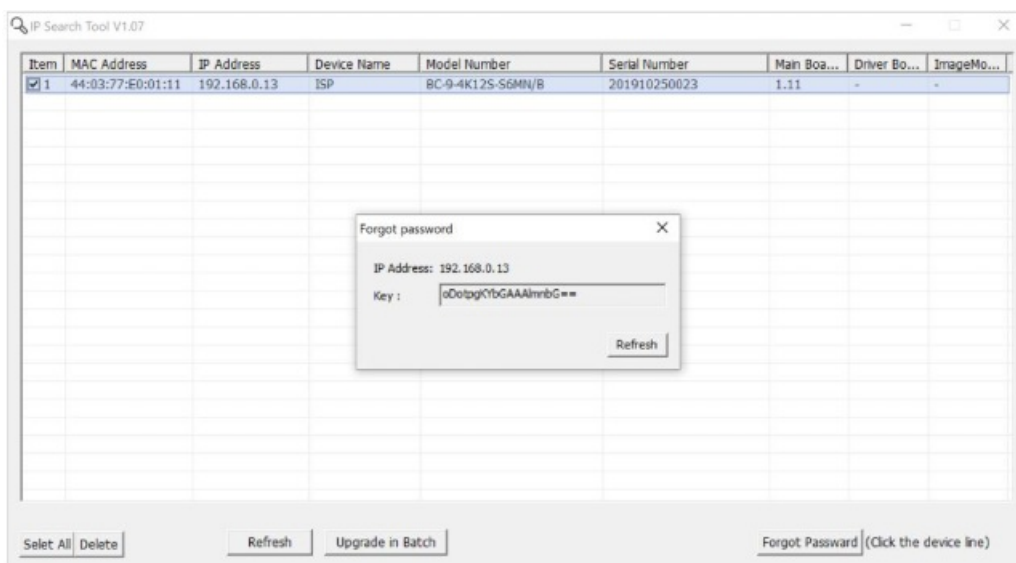 IP Search Tool V1.07
Item MAC Address IP Address Device Name Model Number Serial Number Main Boa... Driver Bo... ImageMo...
1 44:03:77:E0:01:11 192.168.0.13 ISP BC-9-4K12S-S6MN/B 201910250023 1.11 - -
Forgot password
IP Address: 192.168.0.13
Key :
Refresh
Selet All Delete Refresh Upgrade in Batch Forgot Password (Click the device line)